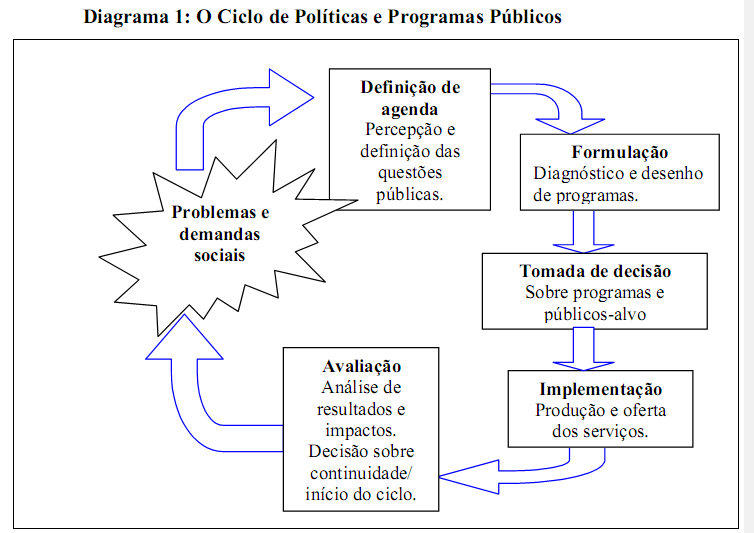 Diagrama 1: O Ciclo de Políticas e Programas Públicos
Problemas e
demandas
sociais
Definição de
agenda
Percepção e
definição das
questões
públicas.
Formulação
Diagnóstico e desenho
de programas.
Tomada de decisão
Sobre programas e
públicos-alvo
Implementação
Produção e oferta
dos serviços.
Avaliação
Análise de
resultados e
impactos.
Decisão sobre
continuidade/
início do ciclo.